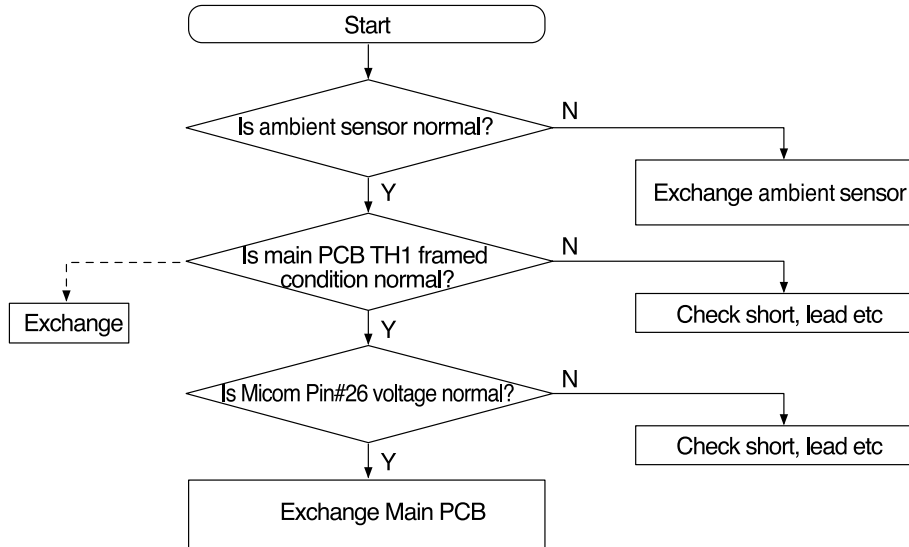 Start
Is ambient sensor normal?
N
Exchange ambient sensor
Y
Is main PCB TH1 framed
condition normal?
N
Exchange
Check short, lead etc
Y
Is Micom Pin#26 voltage normal?
N
Check short, lead etc
Y
Exchange Main PCB